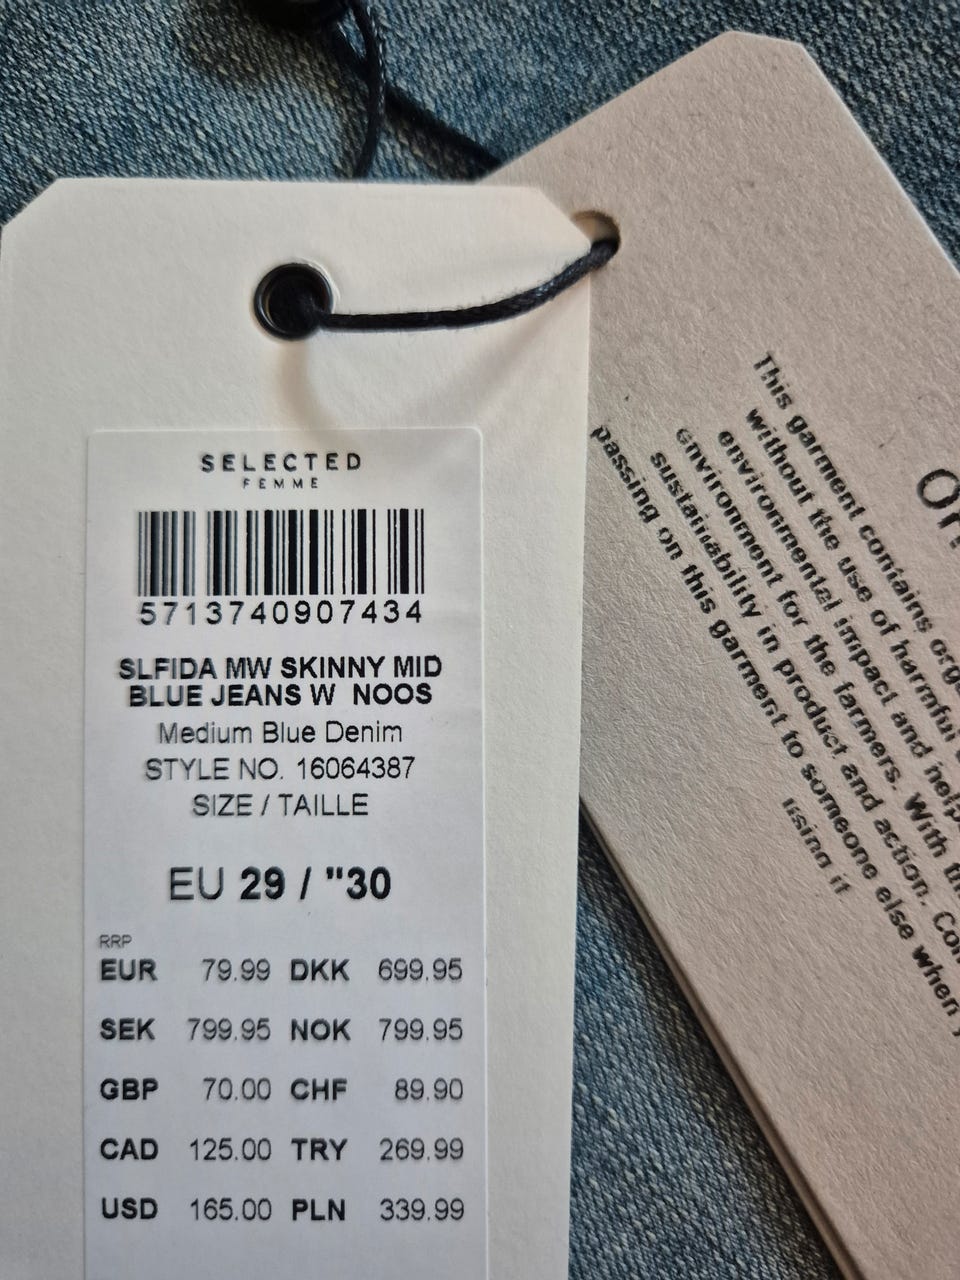 SELECTED
FEMME
5713740907434
SLFIDA MW SKINNY MID
BLUE JEANS W NOOS
Medium Blue Denim
STYLE NO. 16064387
SIZE / TAILLE
EU 29 / "30
RRP
EUR 79.99 DKK 699.95
SEK 799.95 NOK 799.95
GBP 70.00 CHF 89.90
CAD 125.00 TRY 269.99
USD 165.00 PLN 339.99
This garment contains
without the use of harmful
environmental impact and
environment for the farmers. With
sustainability in product and action.
passing on this garment to someone else when
using it